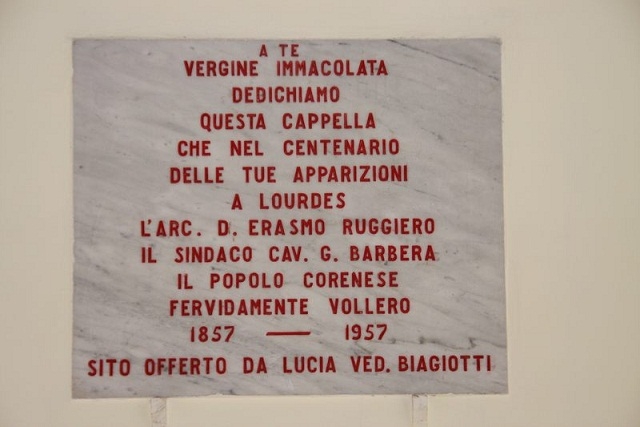 A TE
VERGINE IMMACOLATA
DEDICHIAMO
QUESTA CAPPELLA
CHE NEL CENTENARIO
DELLE TUE APPARIZIONI
A LOURDES
L'ARC. D. ERASMO RUGGIERO
IL SINDACO CAV. G. BARBERA
IL POPOLO CORENESE
FERVIDAMENTE VOLLERO
1857 — 1957
SITO OFFERTO DA LUCIA VED. BIAGIOTTI